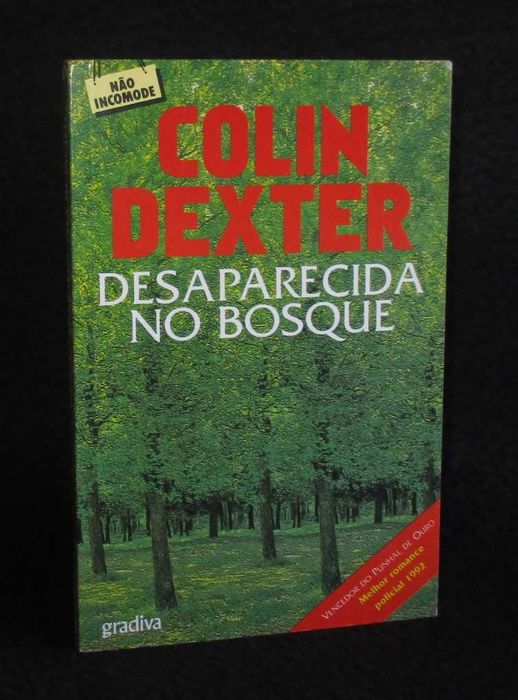 NÃO
INCOMODE
COLIN
DEXTER
DESAPARECIDA
NO BOSQUE
VENCEDOR DO PUNHAL DE OURO
Melhor romance
policial 1992
gradiva